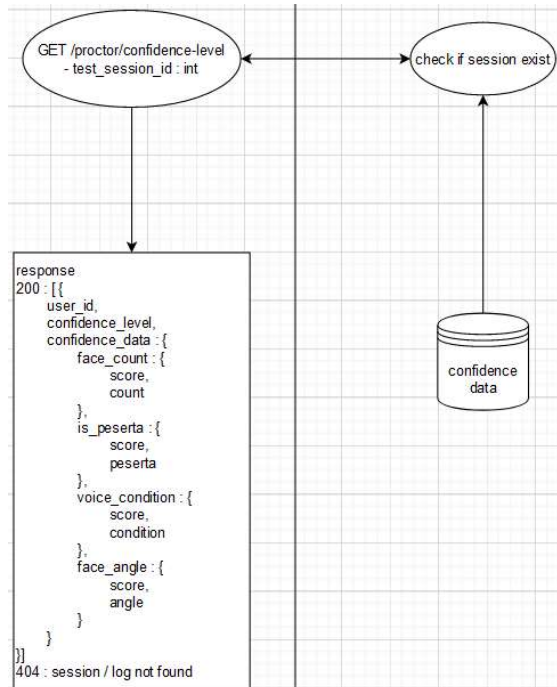 GET /proctor/confidence-level
- test_session_id : int
check if session exist
response
200 : [{
user_id,
confidence_level,
confidence_data : {
face_count : {
score,
count
},
is_peserta : {
score,
peserta
},
voice_condition : {
score,
condition
},
face_angle : {
score,
angle
}
}
}]
404 : session / log not found
confidence
data